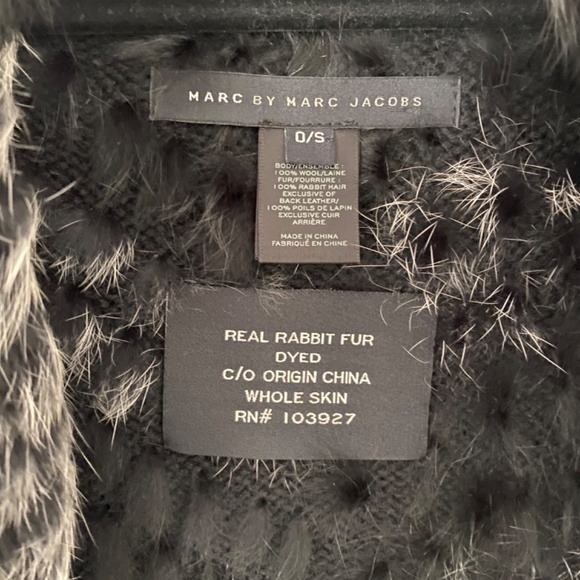 MARC BY MARC JACOBS
O/S
BODY/ENSEMBLE :
100% WOOL/LAINE
FUR/FOURRURE :
100% RABBIT HAIR
EXCLUSIVE OF
BACK LEATHER/
100% POILS DE LAPIN
EXCLUSIVE CUIR
ARRIÈRE
MADE IN CHINA
FABRIQUÉ EN CHINE
REAL RABBIT FUR
DYED
C/O ORIGIN CHINA
WHOLE SKIN
RN# 103927